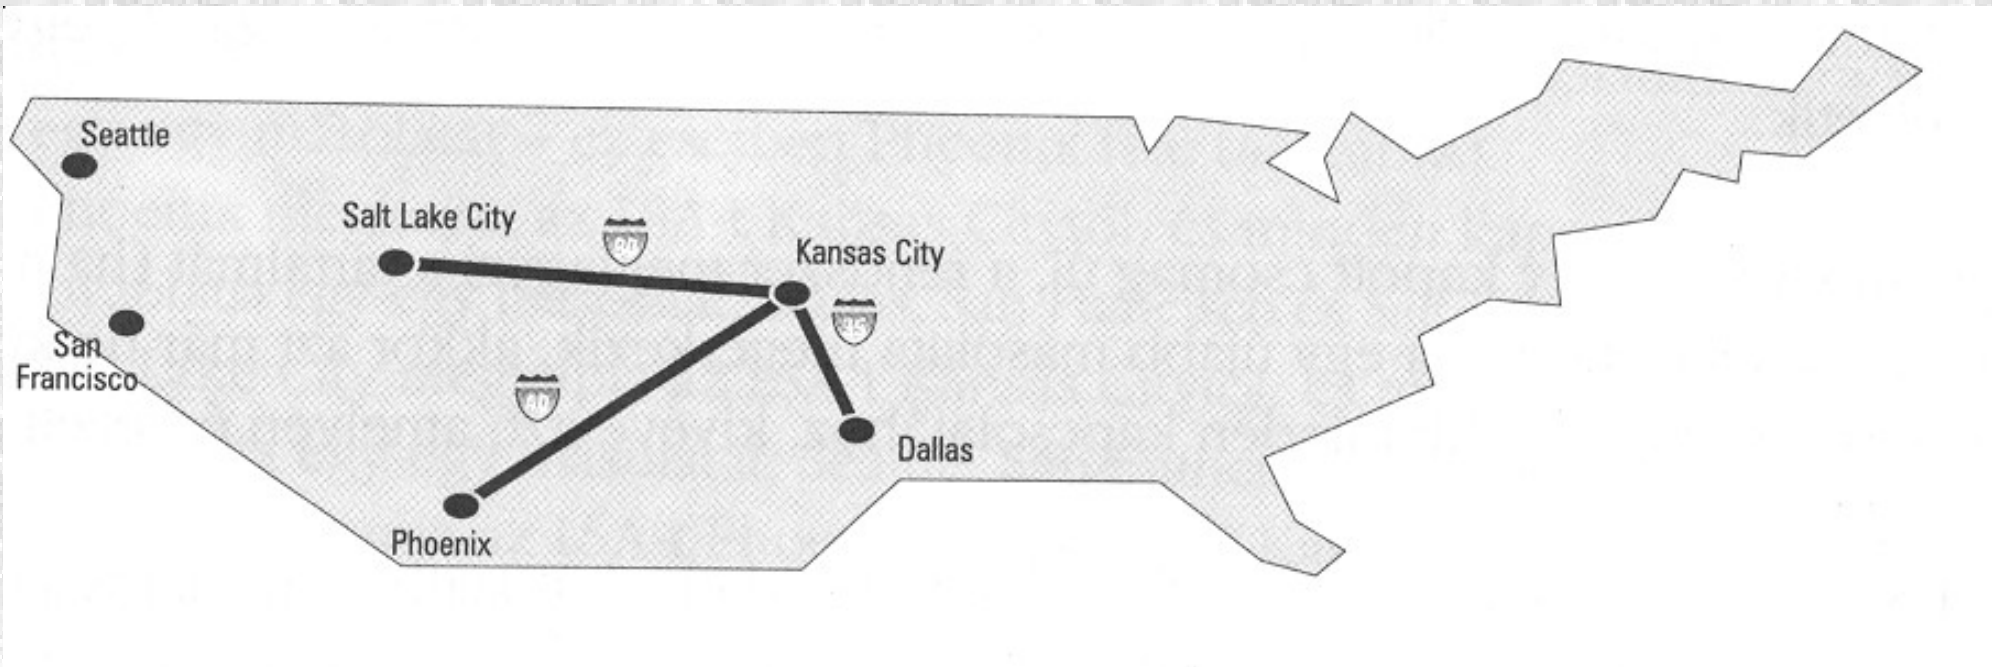 Seattle
Salt Lake City
Kansas City
San
Francisco
Dallas
Phoenix